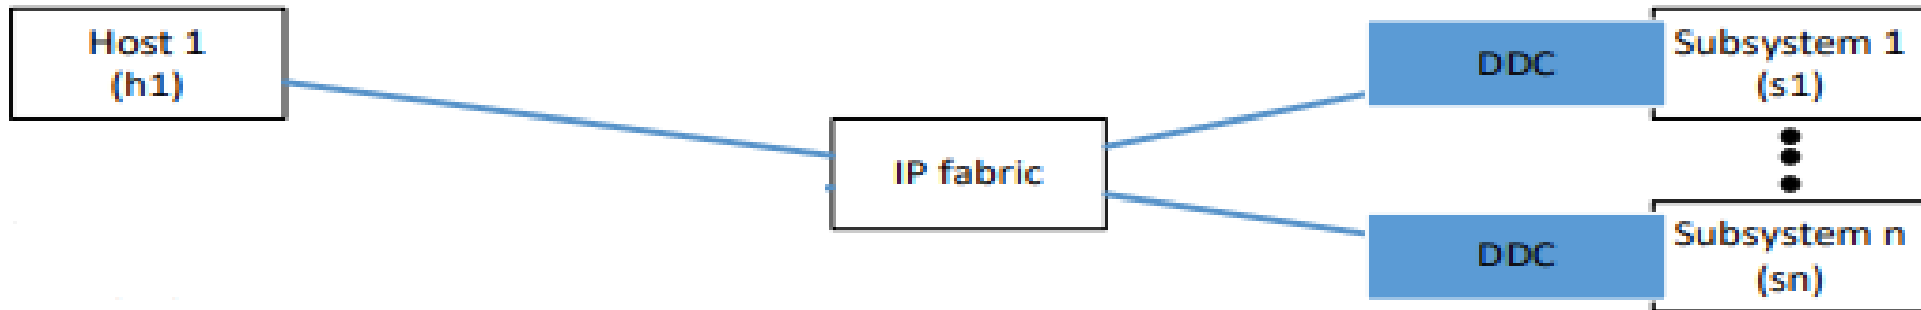 Host 1
(h1)
IP fabric
DDC
Subsystem 1
(s1)
DDC
Subsystem n
(sn)